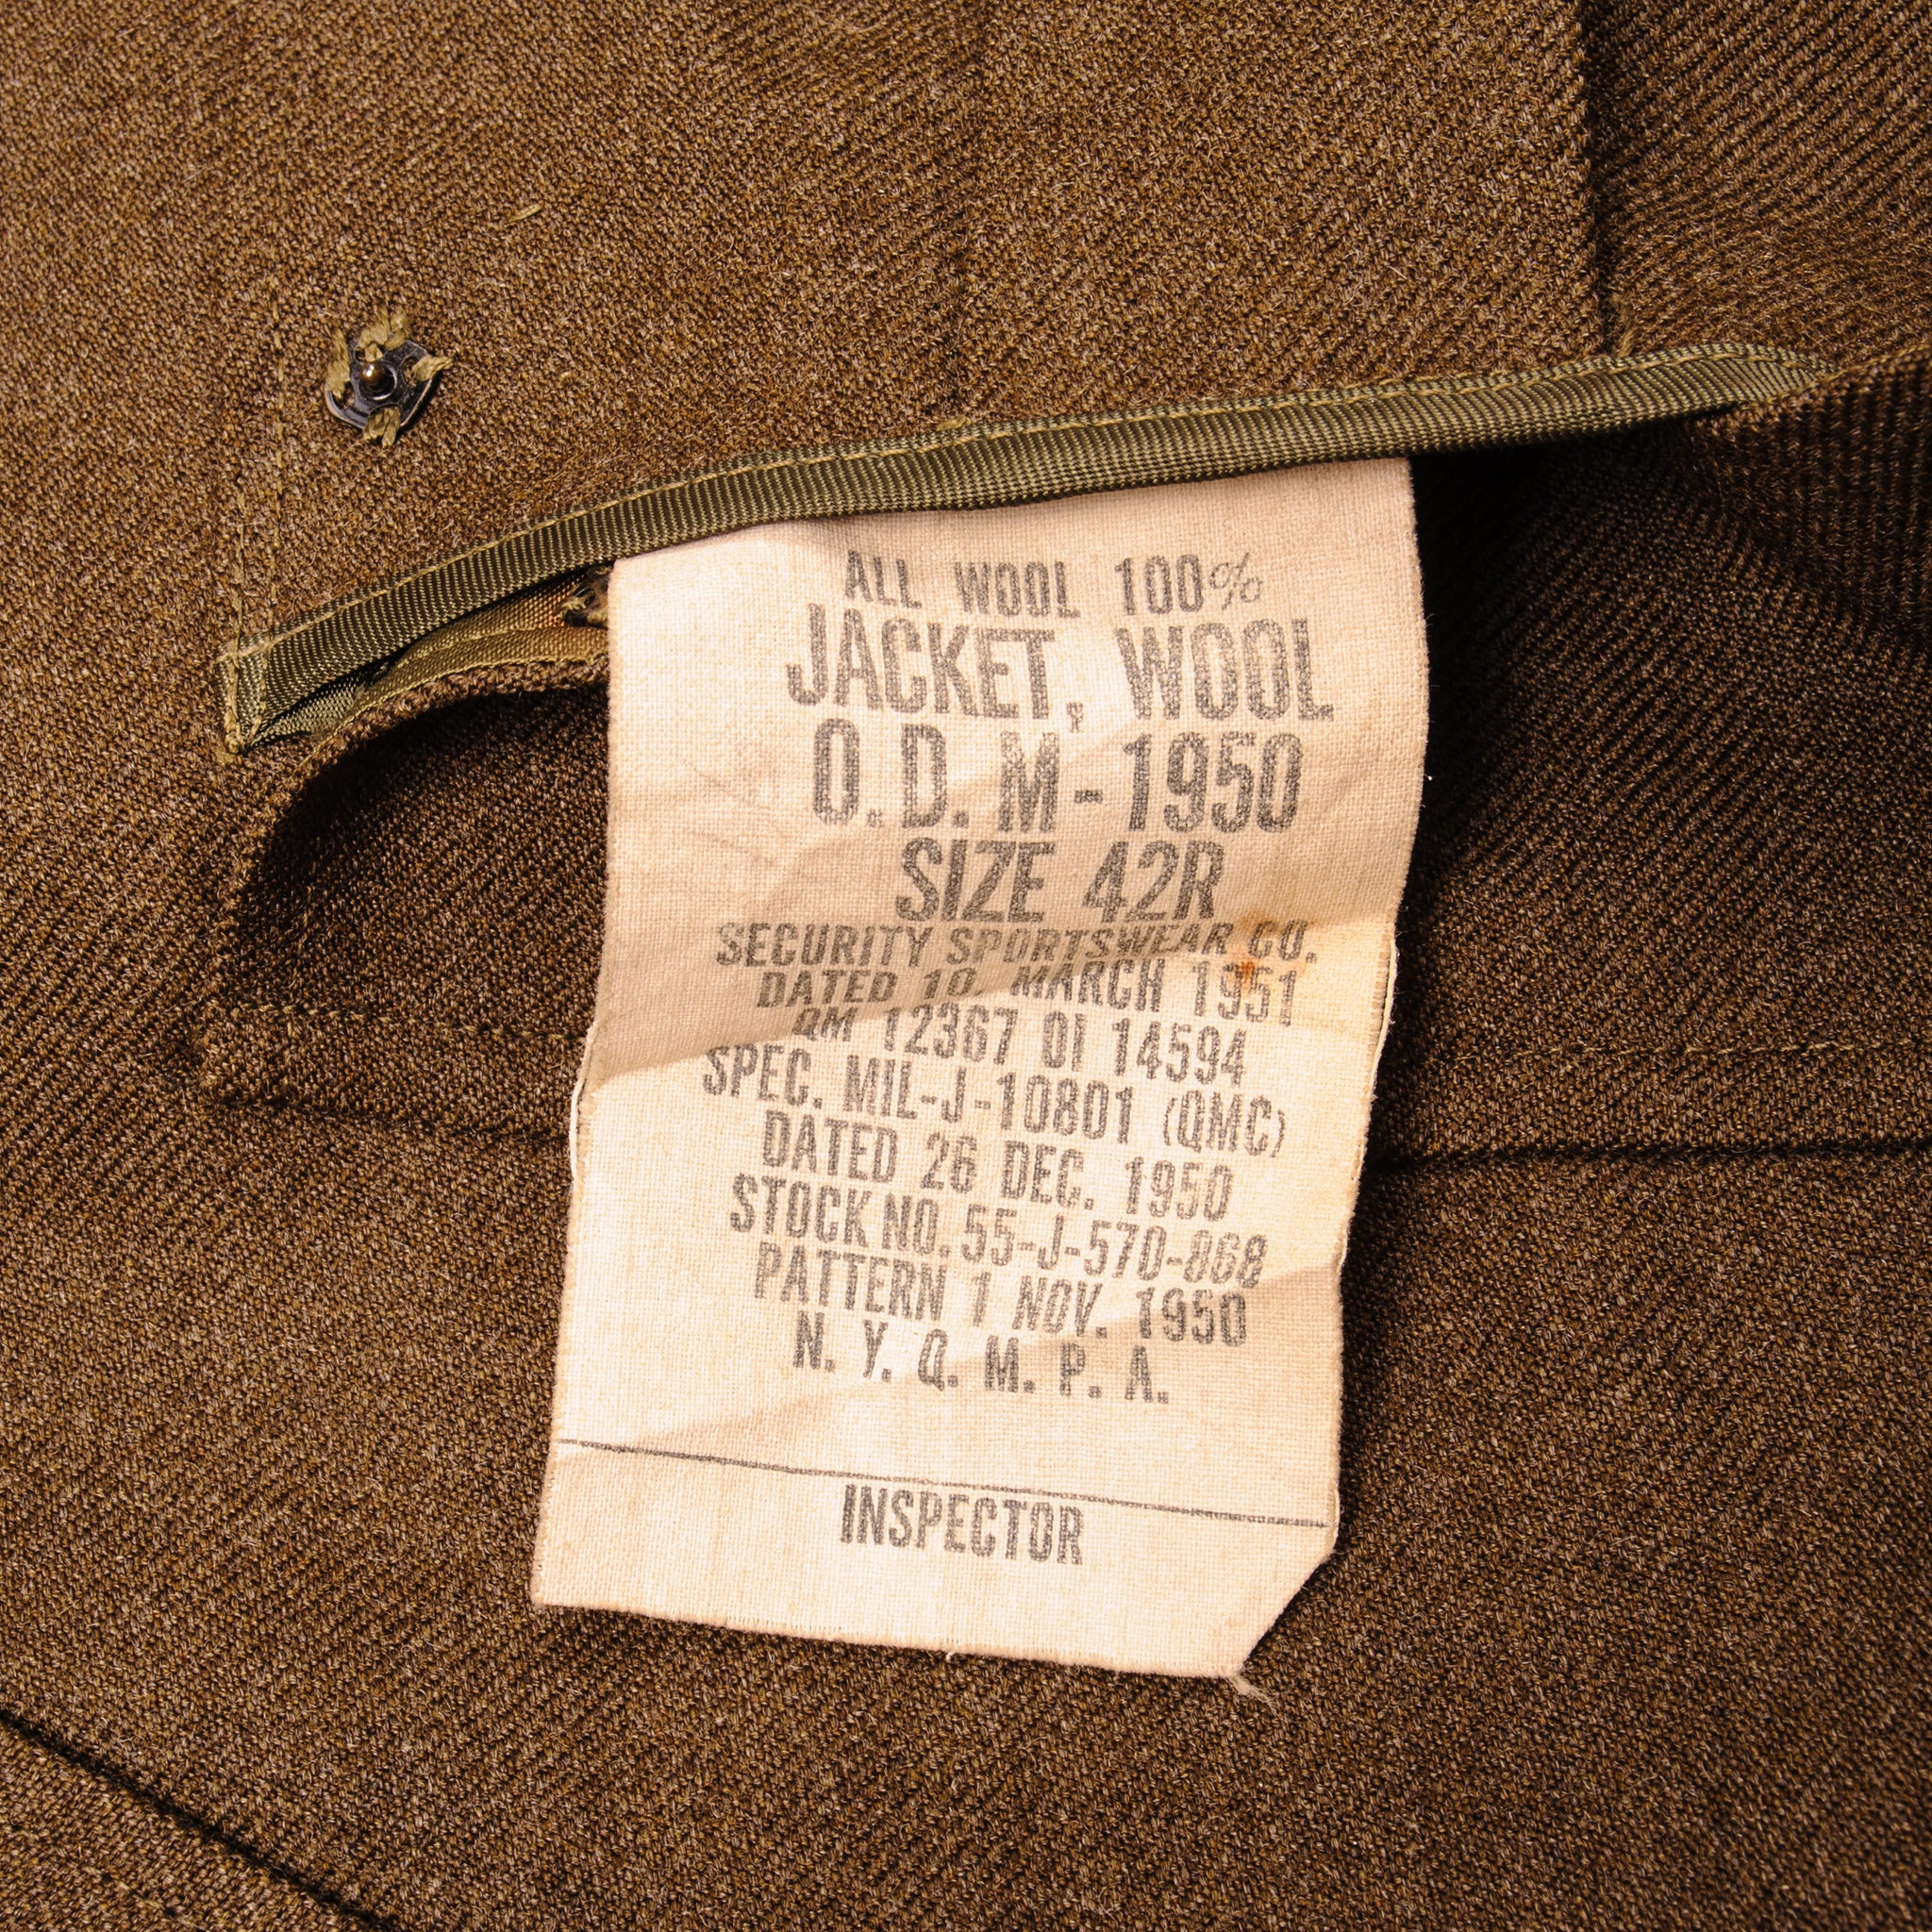 ALL WOOL 100%
JACKET, WOOL
O.D. M-1950
SIZE 42R
SECURITY SPORTSWEAR CO.
DATED 10, MARCH 1951
QM 12367 OI 14594
SPEC. MIL-J-10801 (QMC)
DATED 26 DEC. 1950
STOCK NO. 55-J-570-868
PATTERN 1 NOV. 1950
N. Y. Q. M. P. A.
INSPECTOR